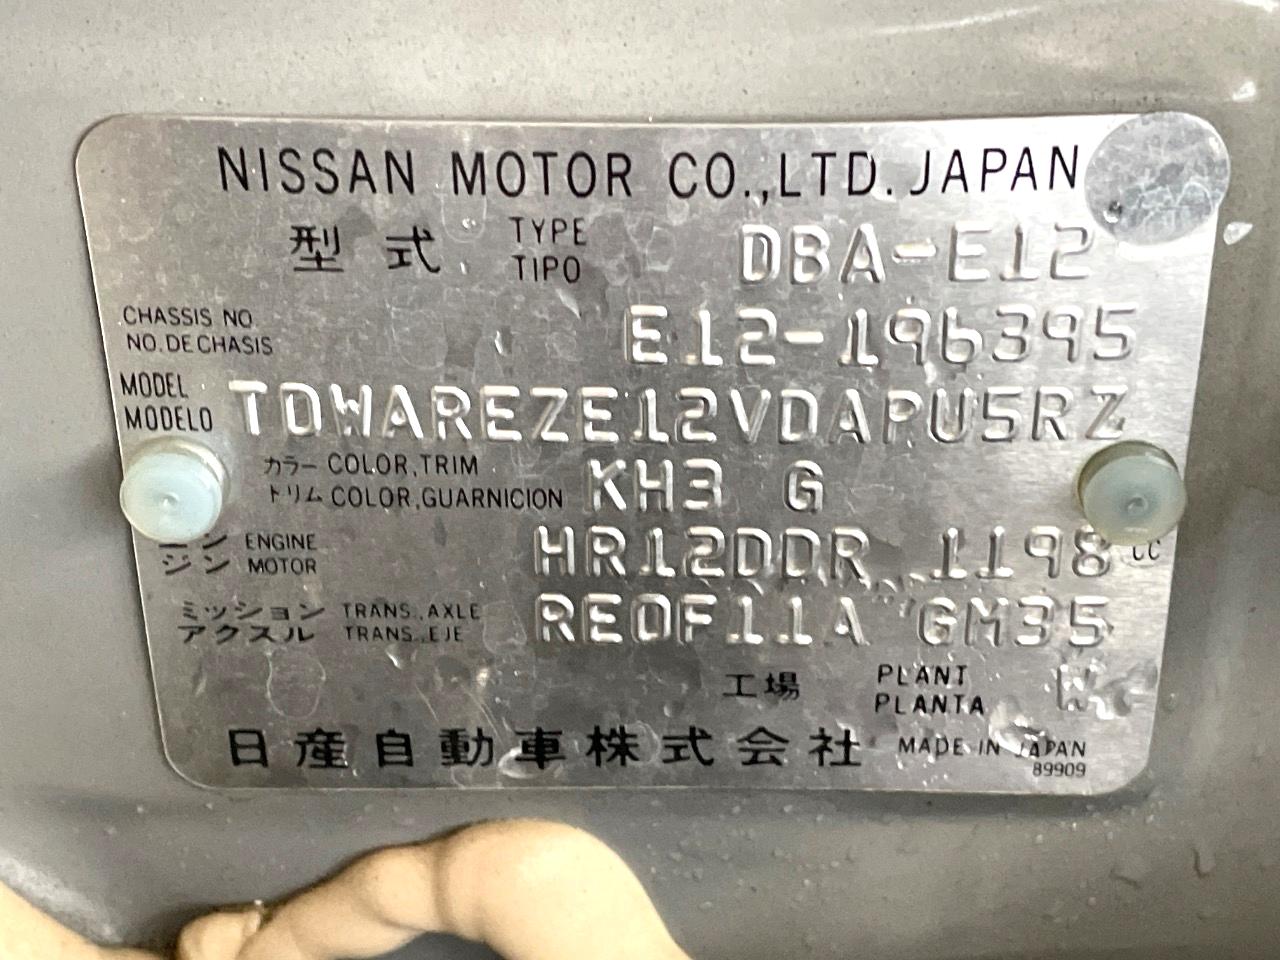 NISSAN MOTOR CO.,LTD. JAPAN
型式 TYPE DBA-E12
TIPO
CHASSIS NO. E12-196395
NO. DE CHASIS
MODEL TDWAREZE12VDAPU5RZ
MODELO
カラー COLOR,TRIM KH3 G
トリム COLOR,GUARNICION
エン ENGINE HR12DDR 1198 CC
ジン MOTOR
ミッション TRANS., AXLE RE0F11A GM35
アクスル TRANS., EJE
工場 PLANT W
PLANTA
日産自動車株式会社 MADE IN JAPAN
89909